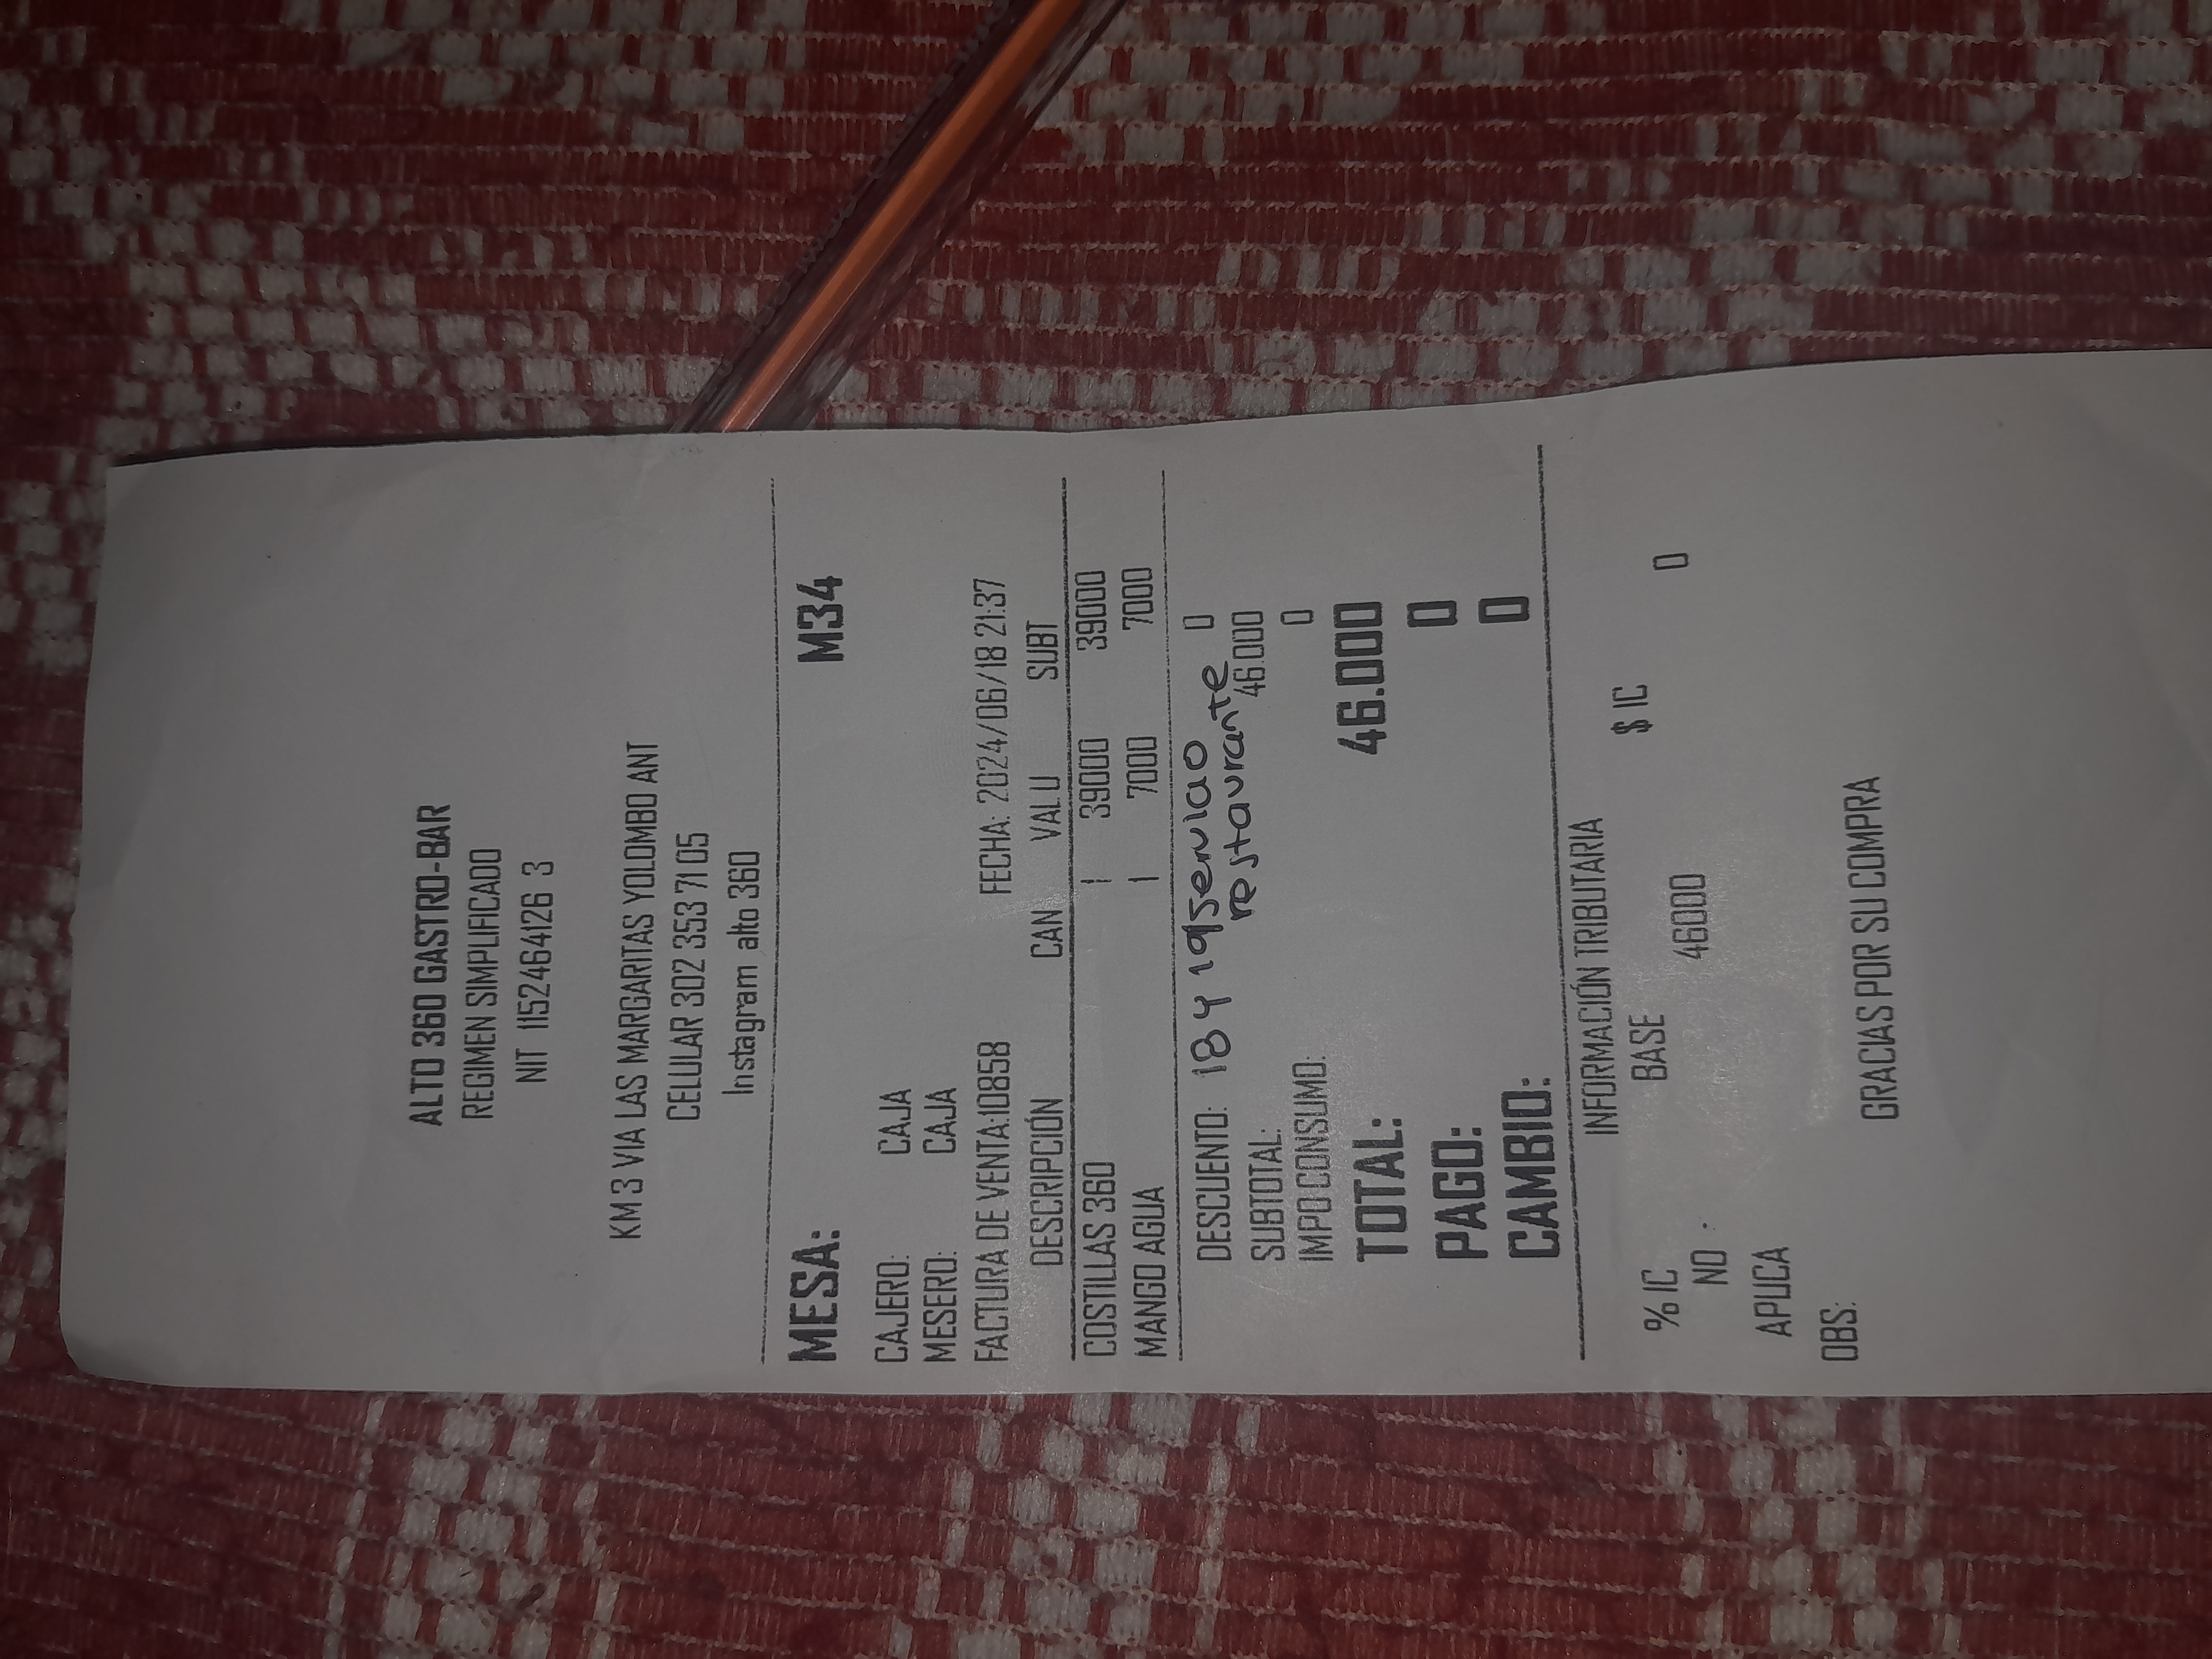 ALTO 360 GASTRO-BAR
REGIMEN SIMPLIFICADO
NIT 1152464126 3
KM 3 VIA LAS MARGARITAS YOLOMBO ANT
CELULAR 302 353 71 05
Instagram alto 360
MESA: M34
CAJERO: CAJA
MESERO: CAJA
FACTURA DE VENTA:10858 FECHA: 2024/06/18 21:37
DESCRIPCIÓN CAN VAL U SUBT
COSTILLAS 360 1 39000 39000
MANGO AGUA 1 7000 7000
DESCUENTO: 0
18 y 19 Servicio
restaurante
SUBTOTAL: 46.000
IMPO CONSUMO: 0
TOTAL: 46.000
PAGO: 0
CAMBIO: 0
INFORMACIÓN TRIBUTARIA
% IC BASE $ IC
NO 46000 0
APLICA
OBS:
GRACIAS POR SU COMPRA